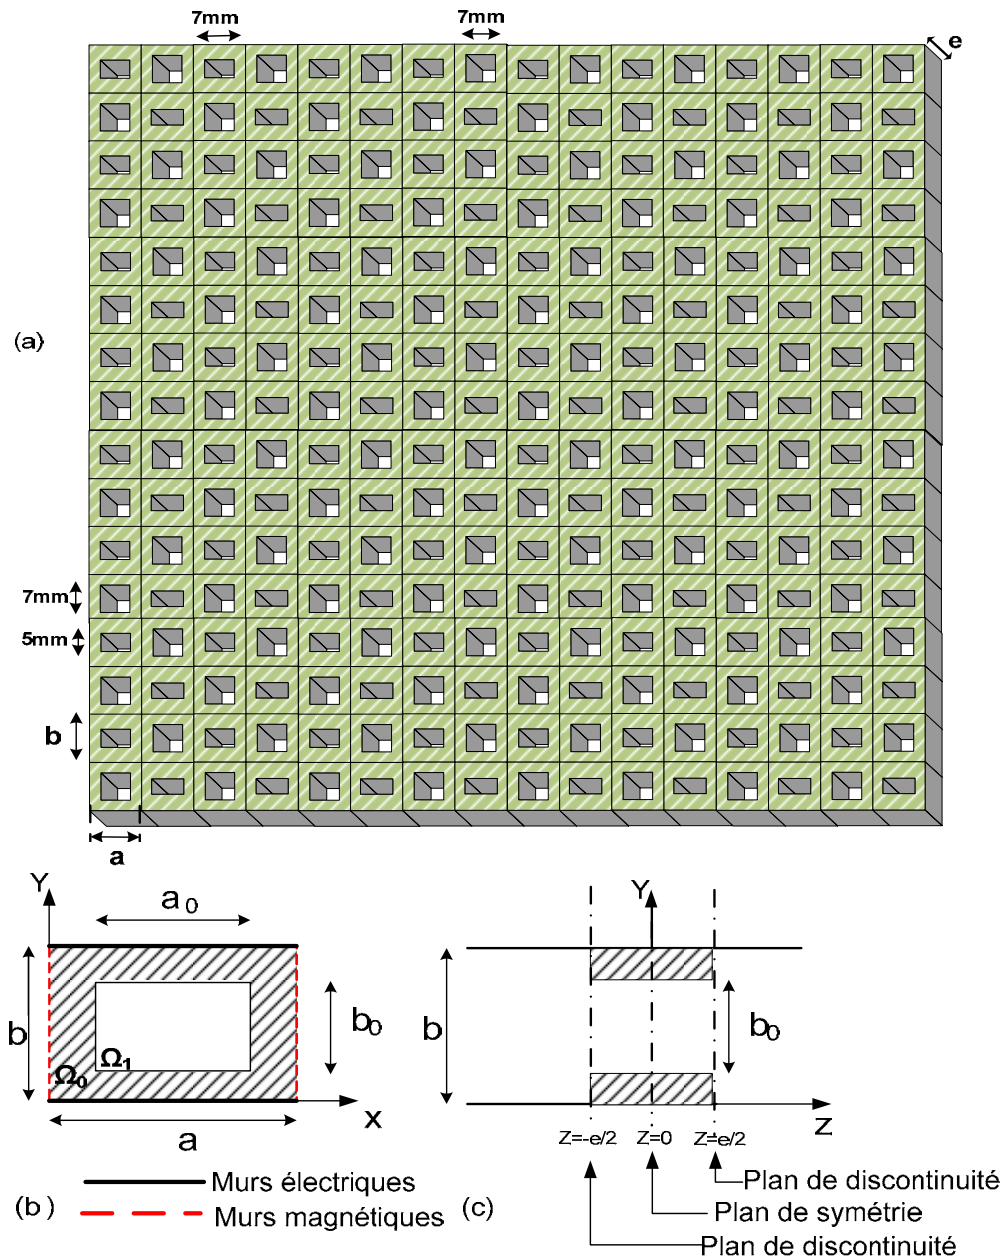 7mm 7mm
e
(a)
7mm
5mm
b
a
Y
a0
b
b0
Ω0
Ω1
X
a
Y
b
b0
Z
Z=-e/2 Z=0 Z=e/2
(b)
Murs électriques
Murs magnétiques
(c)
Plan de discontinuité
Plan de symétrie
Plan de discontinuité